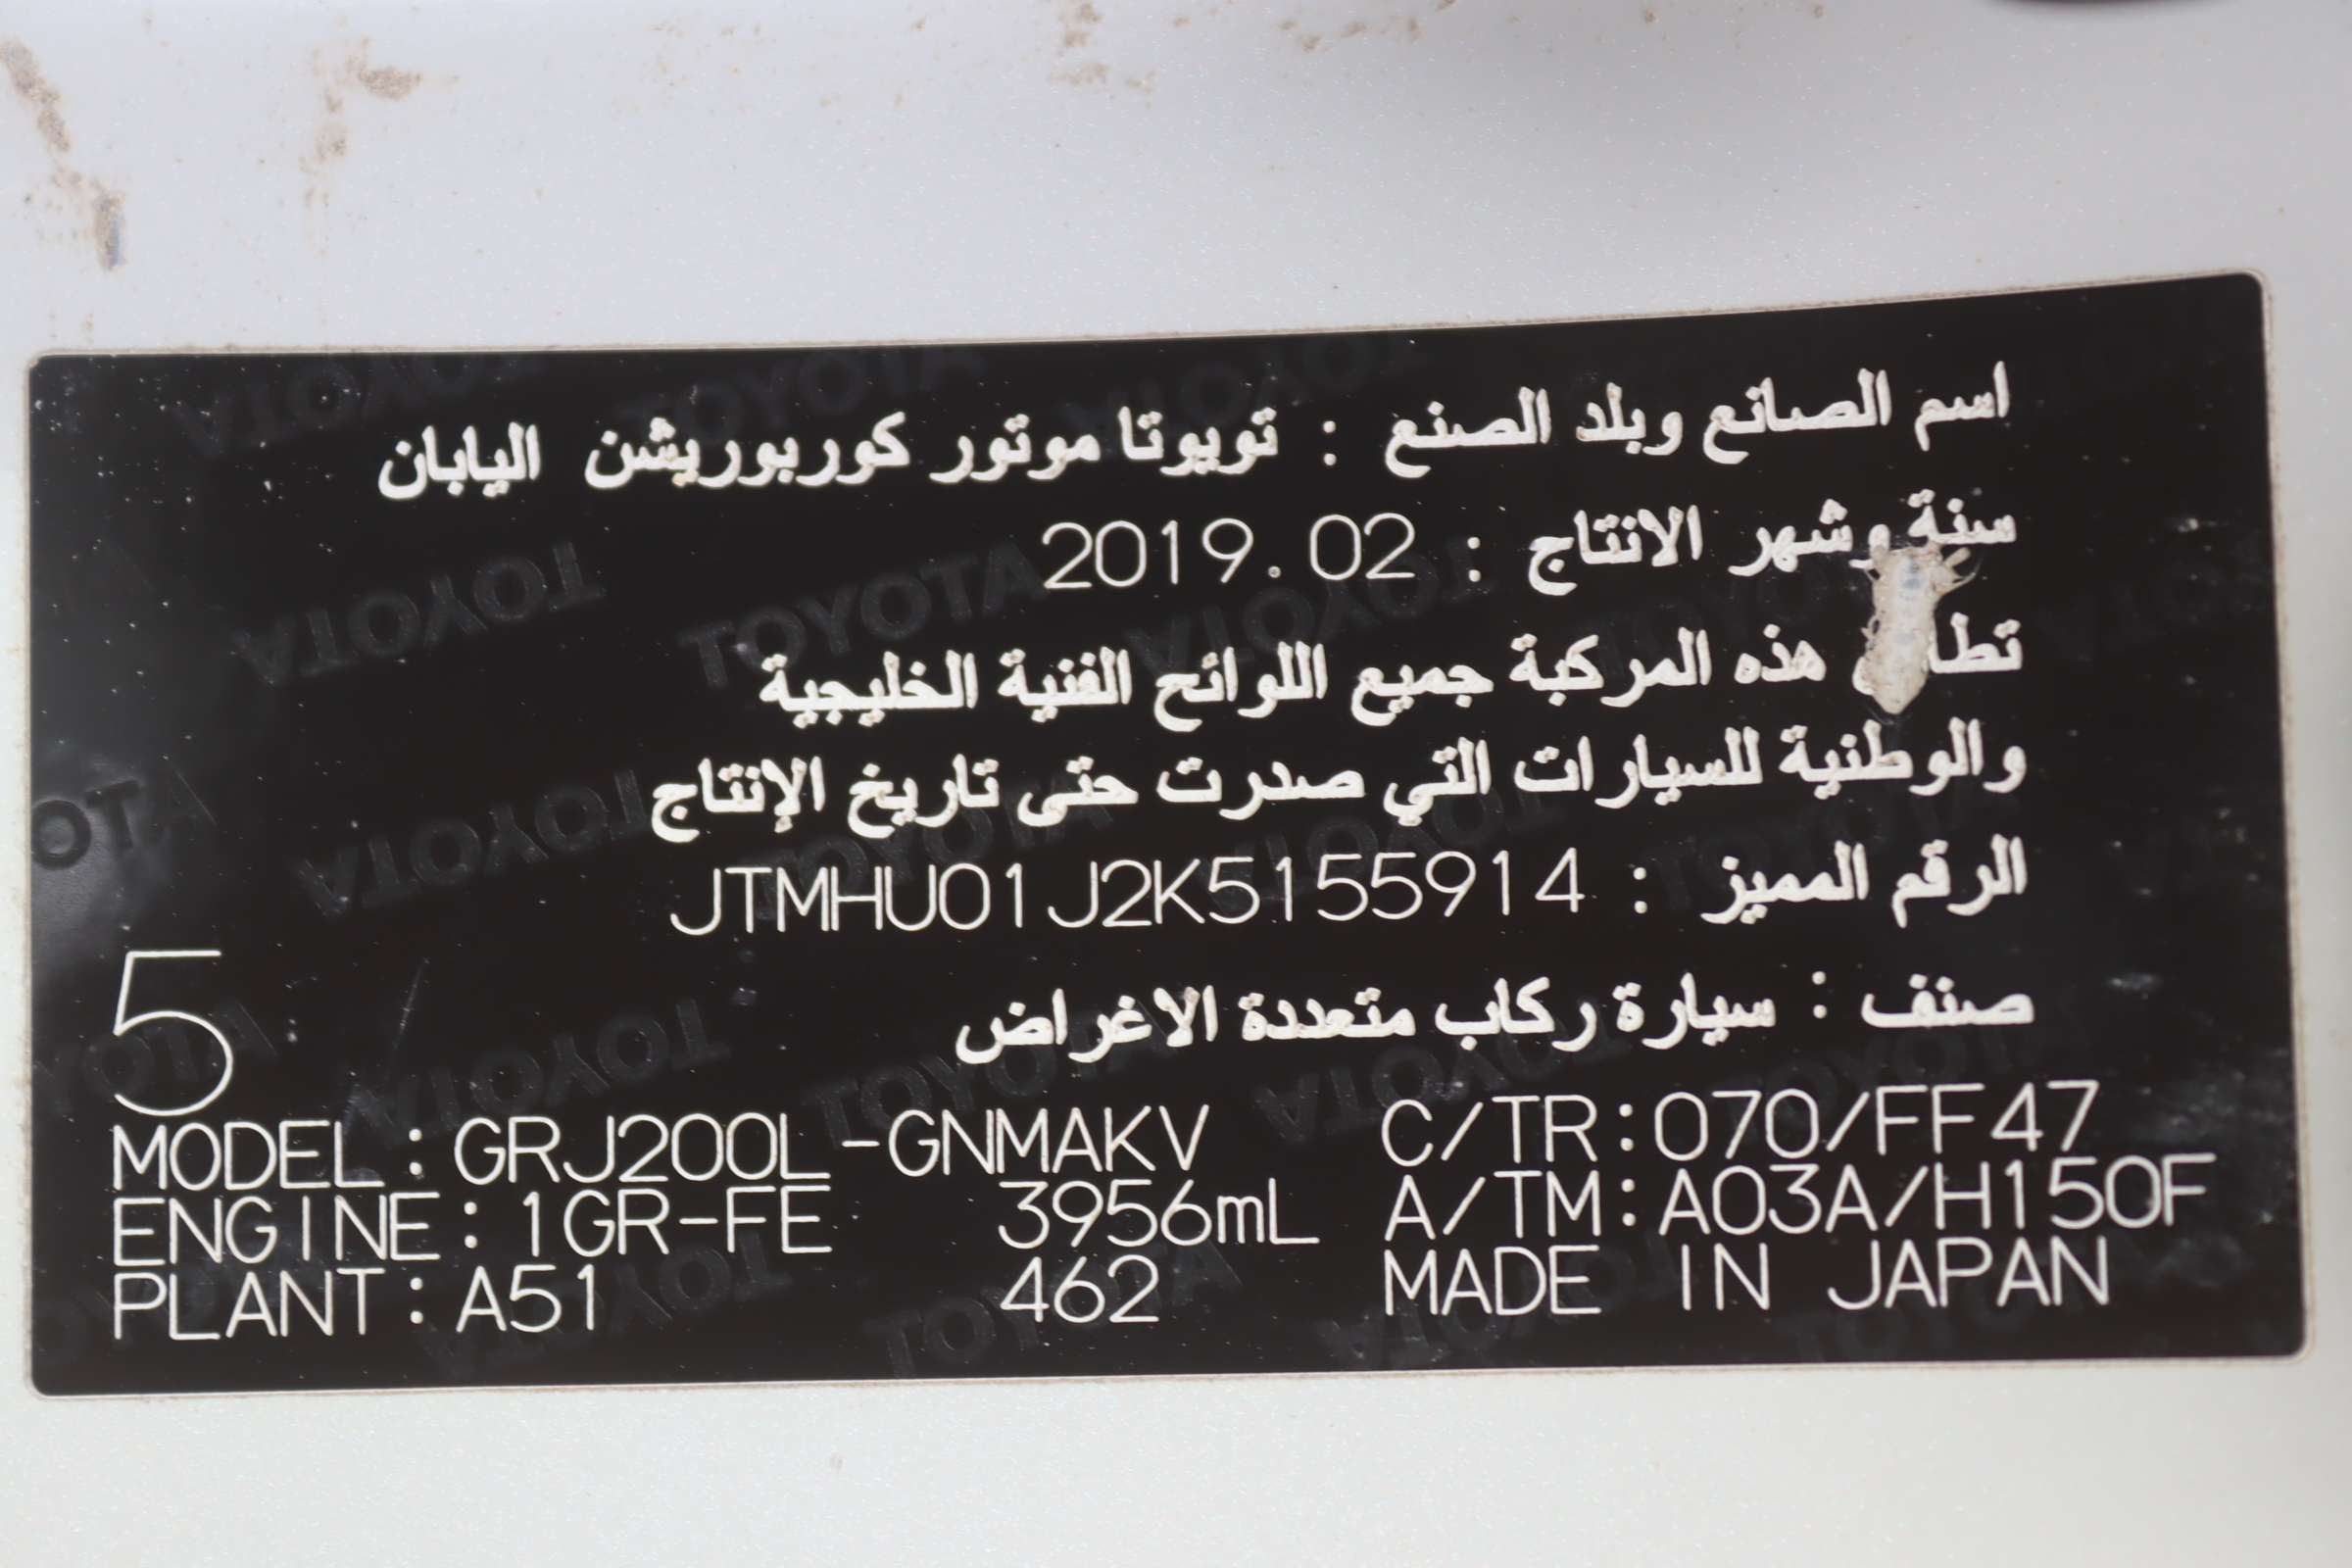 اسم الصانع وبلد الصنع : تويوتا موتور كوربوريشن اليابان
سنة وشهر الانتاج : 2019.02
هذه المركبة جميع اللوائح الفنية الخليجية
والوطنية للسيارات التي صدرت حتى تاريخ الإنتاج
الرقم المميز : JTMHU01J2K5155914
صنف : سيارة ركاب متعددة الاغراض
5
MODEL : GRJ200L-GNMAKV C/TR:070/FF47
ENGINE: 1GR-FE 3956mL A/TM:A03A/H150F
PLANT: A51 462 MADE IN JAPAN